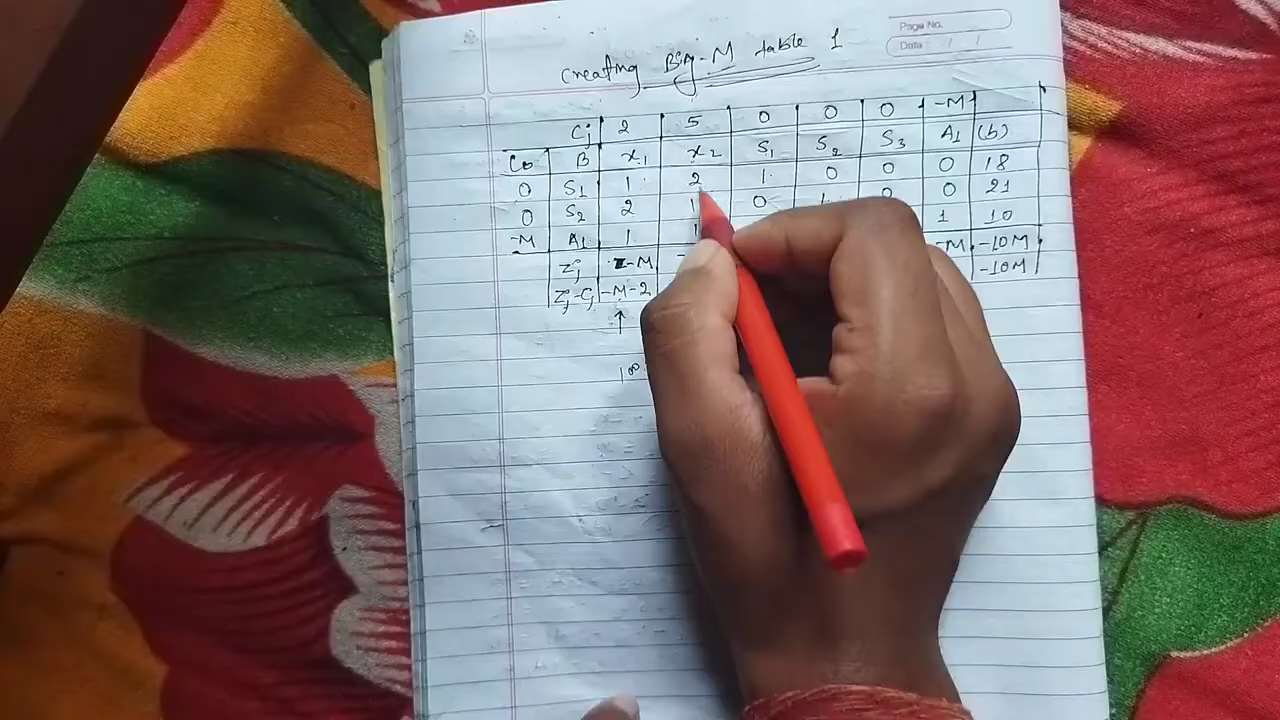 Page No.
Date : / /
Creating Big-M table 1
Cj 2 5 0 0 0 -M
CB B x1 x2 S1 S2 S3 A1 (b)
0 S1 1 2 1 0 0 0 18
0 S2 2 1 0 1 0 0 21
-M A1 1 1 1 10
Zj -M -M -10M
Zj-Cj -M-2 -10M
↑